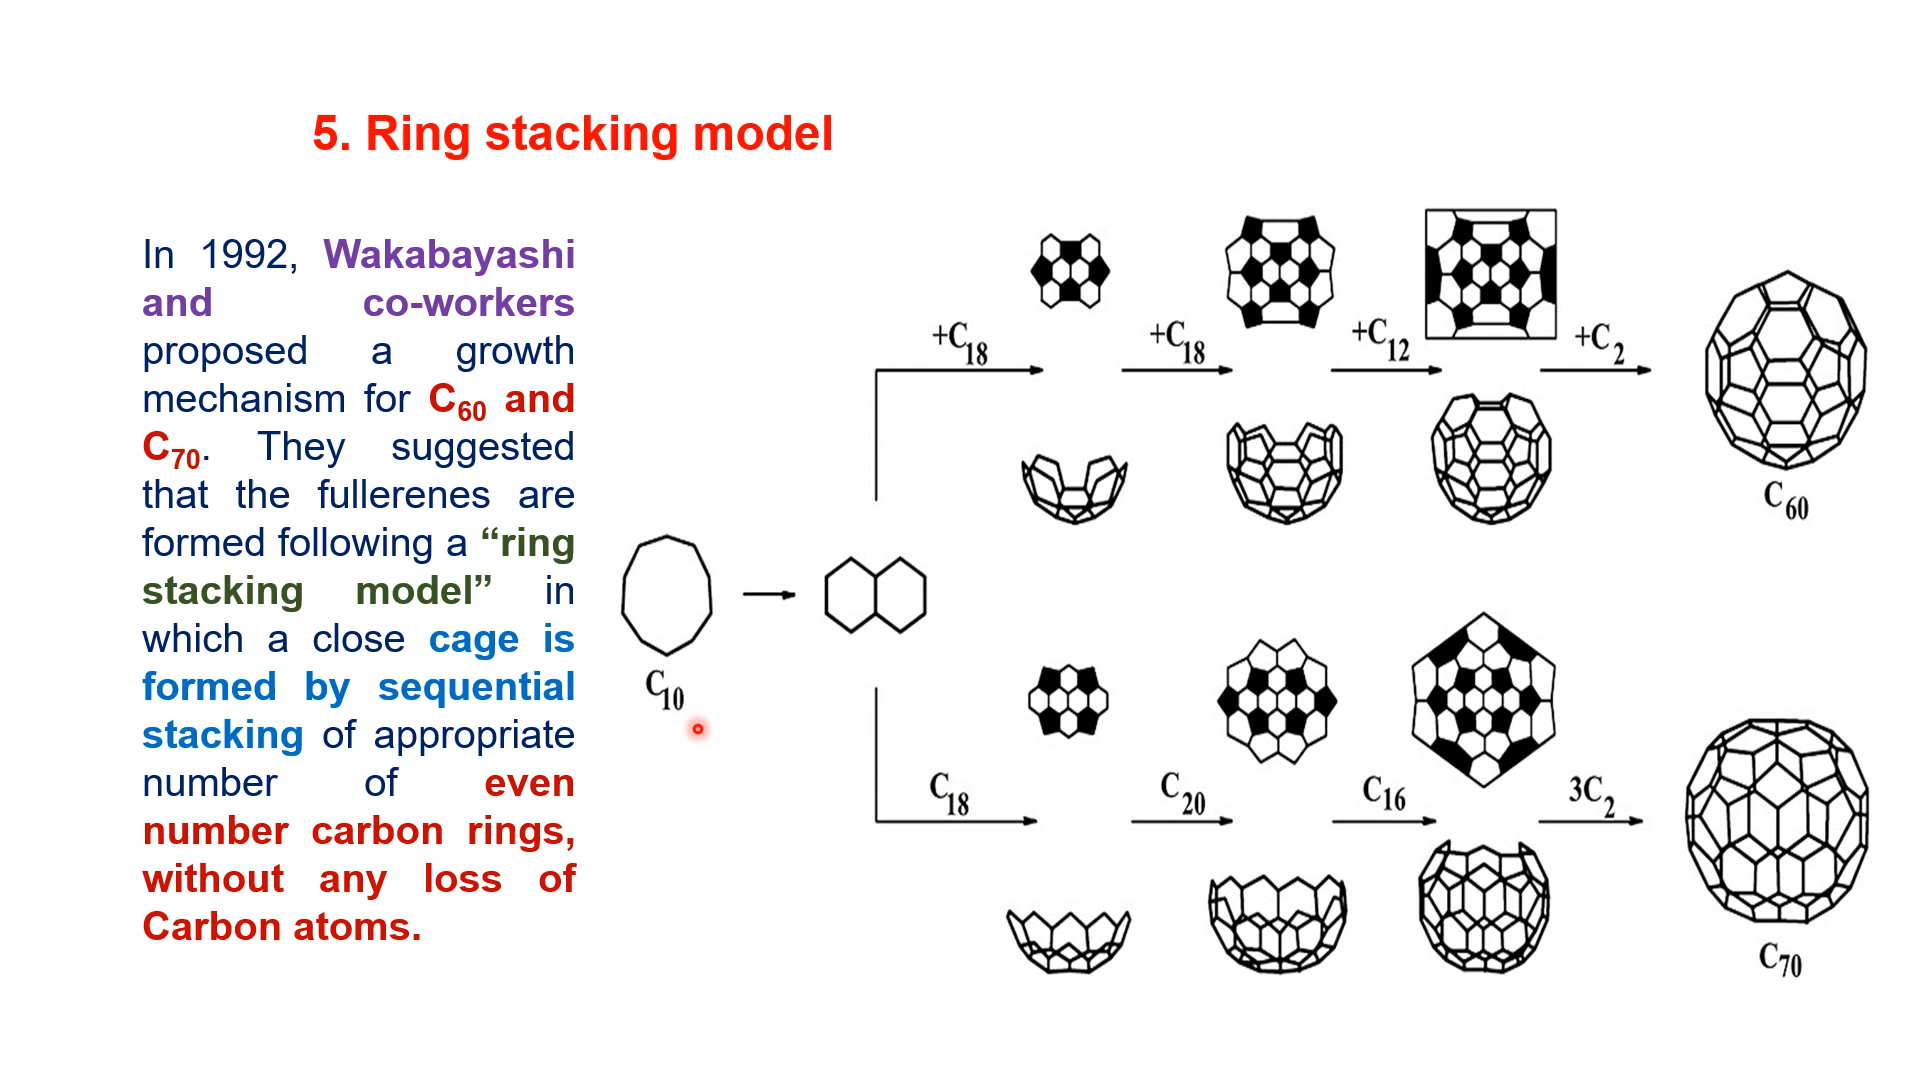 5. Ring stacking model
In 1992, Wakabayashi
and co-workers
proposed a growth
mechanism for C60 and
C70. They suggested
that the fullerenes are
formed following a “ring
stacking model” in
which a close cage is
formed by sequential
stacking of appropriate
number of even
number carbon rings,
without any loss of
Carbon atoms.
+C18 +C18 +C12 +C2
C60
C10
C18 C20 C16 3C2
C70